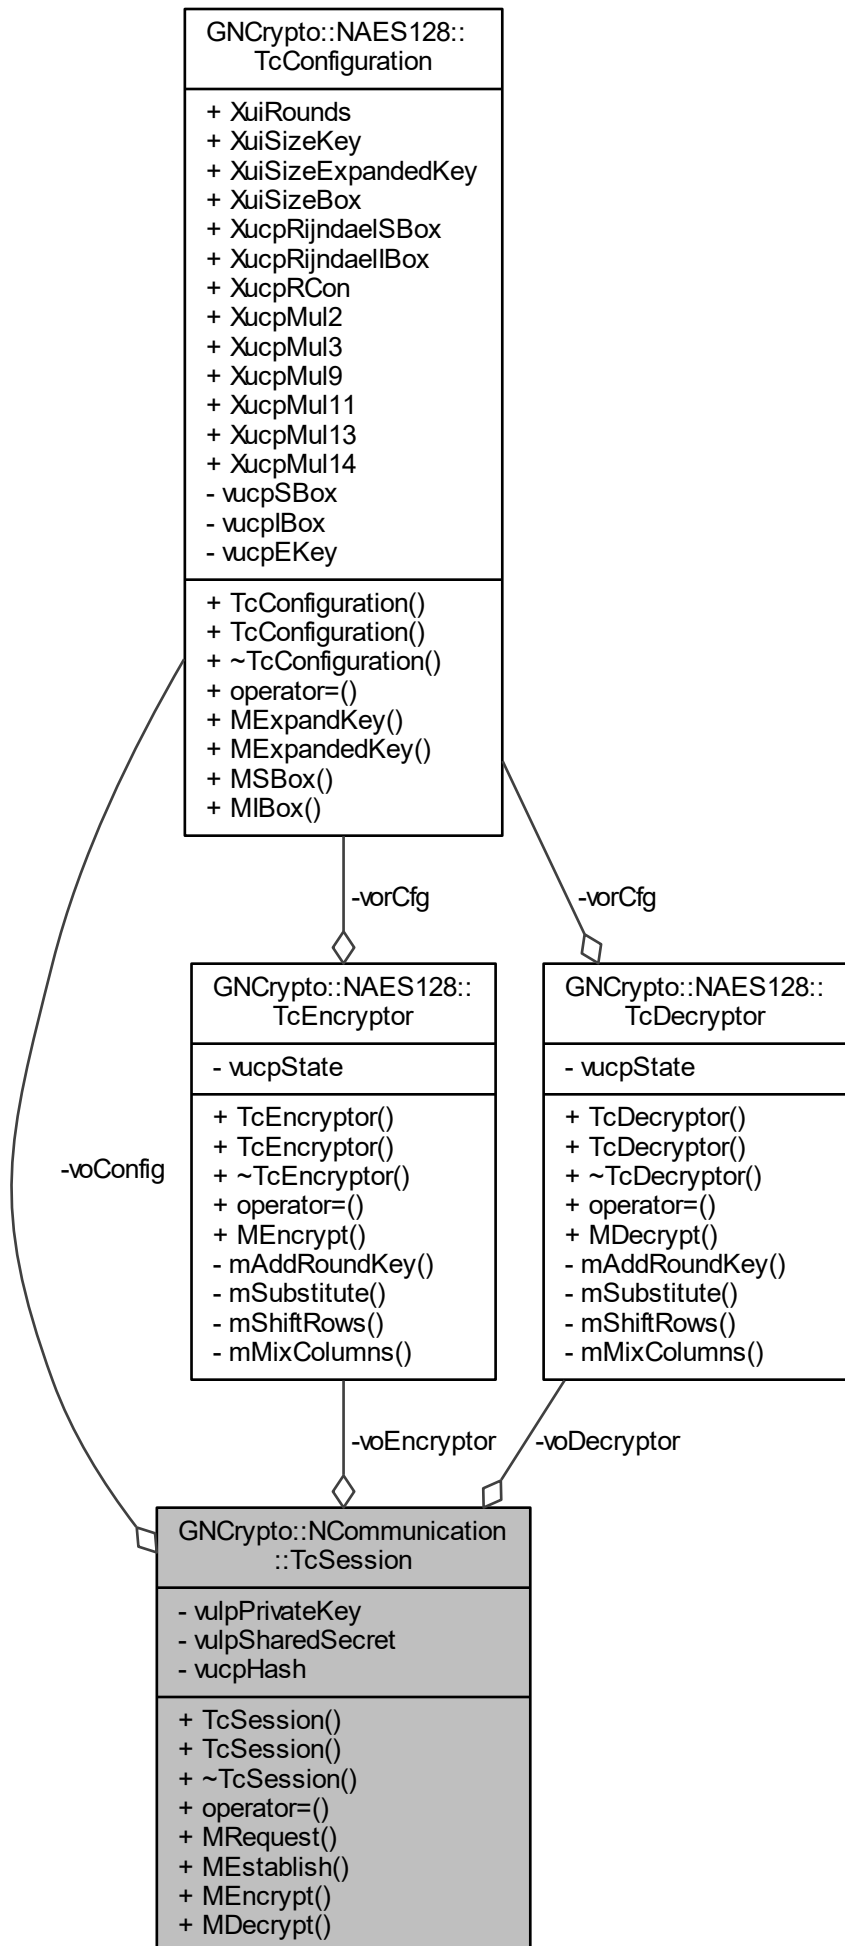 GNCrypto::NAES128::
TcConfiguration
+ XuiRounds
+ XuiSizeKey
+ XuiSizeExpandedKey
+ XuiSizeBox
+ XucpRijndaelSBox
+ XucpRijndaelIBox
+ XucpRCon
+ XucpMul2
+ XucpMul3
+ XucpMul9
+ XucpMul11
+ XucpMul13
+ XucpMul14
- vucpSBox
- vucpIBox
- vucpEKey
+ TcConfiguration()
+ TcConfiguration()
+ ~TcConfiguration()
+ operator=()
+ MExpandKey()
+ MExpandedKey()
+ MSBox()
+ MIBox()
-vorCfg
-vorCfg
GNCrypto::NAES128::
TcEncryptor
- vucpState
+ TcEncryptor()
+ TcEncryptor()
+ ~TcEncryptor()
+ operator=()
+ MEncrypt()
- mAddRoundKey()
- mSubstitute()
- mShiftRows()
- mMixColumns()
GNCrypto::NAES128::
TcDecryptor
- vucpState
+ TcDecryptor()
+ TcDecryptor()
+ ~TcDecryptor()
+ operator=()
+ MDecrypt()
- mAddRoundKey()
- mSubstitute()
- mShiftRows()
- mMixColumns()
-voConfig
-voEncryptor
-voDecryptor
GNCrypto::NCommunication
::TcSession
- vulpPrivateKey
- vulpSharedSecret
- vucpHash
+ TcSession()
+ TcSession()
+ ~TcSession()
+ operator=()
+ MRequest()
+ MEstablish()
+ MEncrypt()
+ MDecrypt()